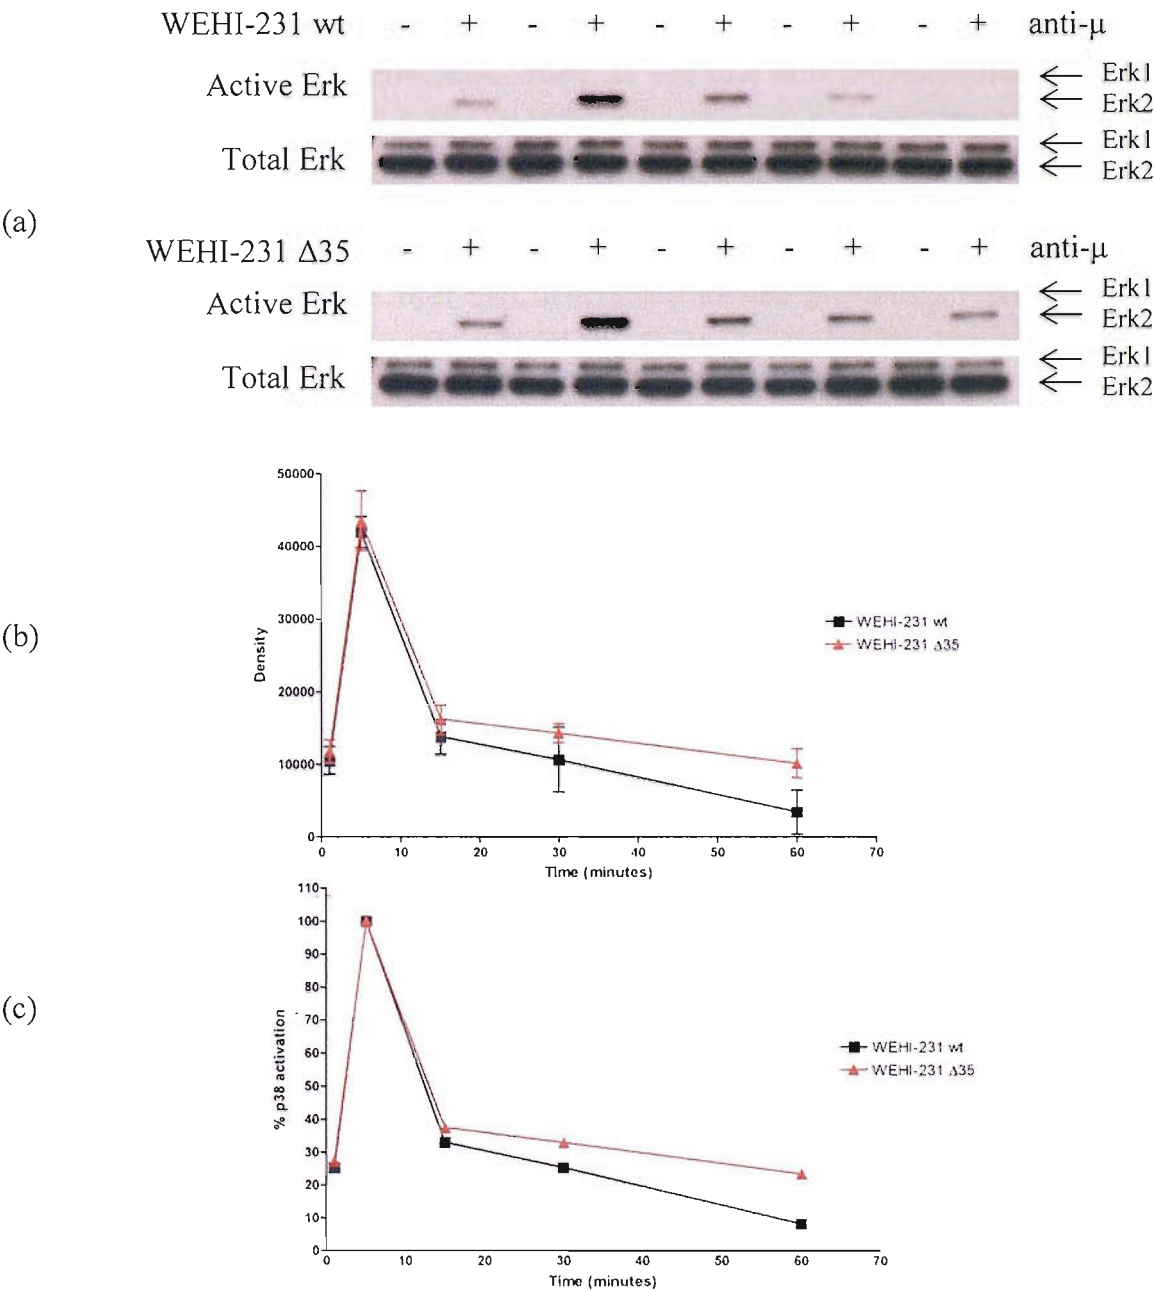 WEHI-231 wt - + - + - + - + - + anti-μ
Active Erk
← Erk1
← Erk2
Total Erk
← Erk1
← Erk2
(a)
WEHI-231 Δ35 - + - + - + - + - + anti-μ
Active Erk
← Erk1
← Erk2
Total Erk
← Erk1
← Erk2
(b)
50000
40000
30000
20000
10000
0
Density
0 10 20 30 40 50 60 70
Time (minutes)
WEHI-231 wt
WEHI-231 Δ35
(c)
110
100
90
80
70
60
50
40
30
20
10
0
% p38 activation
0 10 20 30 40 50 60 70
Time (minutes)
WEHI-231 wt
WEHI-231 Δ35